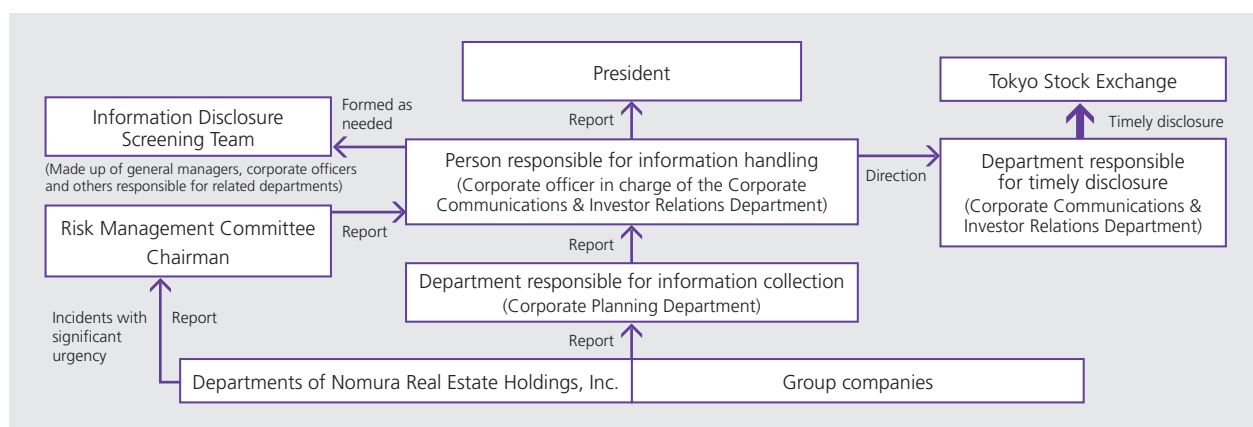 President
Tokyo Stock Exchange
Information Disclosure
Screening Team
Formed as
needed
Report
Timely disclosure
(Made up of general managers, corporate officers
and others responsible for related departments)
Person responsible for information handling
(Corporate officer in charge of the Corporate
Communications & Investor Relations Department)
Direction
Department responsible
for timely disclosure
(Corporate Communications &
Investor Relations Department)
Risk Management Committee
Chairman
Report
Report
Department responsible for information collection
(Corporate Planning Department)
Incidents with
significant
urgency
Report
Report
Departments of Nomura Real Estate Holdings, Inc.
Group companies